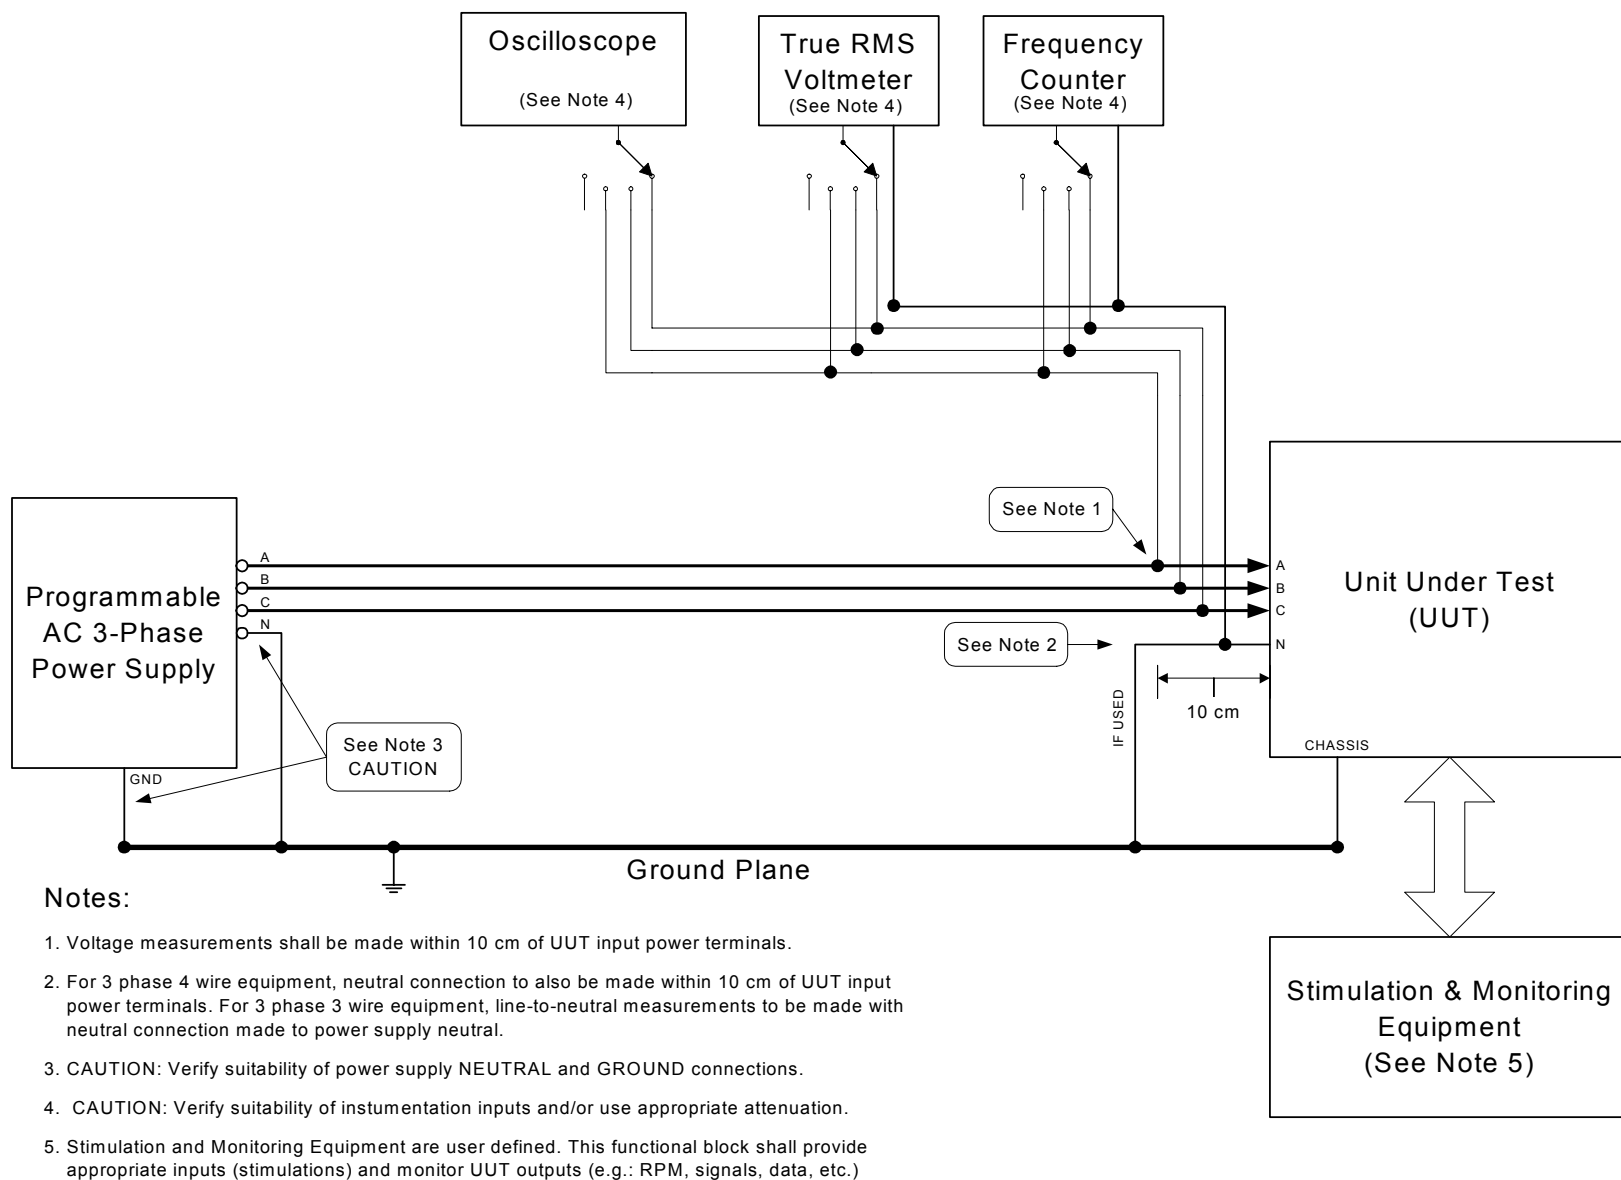 Oscilloscope
(See Note 4)
True RMS
Voltmeter
(See Note 4)
Frequency
Counter
(See Note 4)
See Note 1
Programmable
AC 3-Phase
Power Supply
A
B
C
N
A
B
C
N
Unit Under Test
(UUT)
See Note 2
IF USED
10 cm
See Note 3
CAUTION
GND
CHASSIS
Ground Plane
Stimulation & Monitoring
Equipment
(See Note 5)
Notes:
1. Voltage measurements shall be made within 10 cm of UUT input power terminals.
2. For 3 phase 4 wire equipment, neutral connection to also be made within 10 cm of UUT input
power terminals. For 3 phase 3 wire equipment, line-to-neutral measurements to be made with
neutral connection made to power supply neutral.
3. CAUTION: Verify suitability of power supply NEUTRAL and GROUND connections.
4. CAUTION: Verify suitability of instumentation inputs and/or use appropriate attenuation.
5. Stimulation and Monitoring Equipment are user defined. This functional block shall provide
appropriate inputs (stimulations) and monitor UUT outputs (e.g.: RPM, signals, data, etc.)